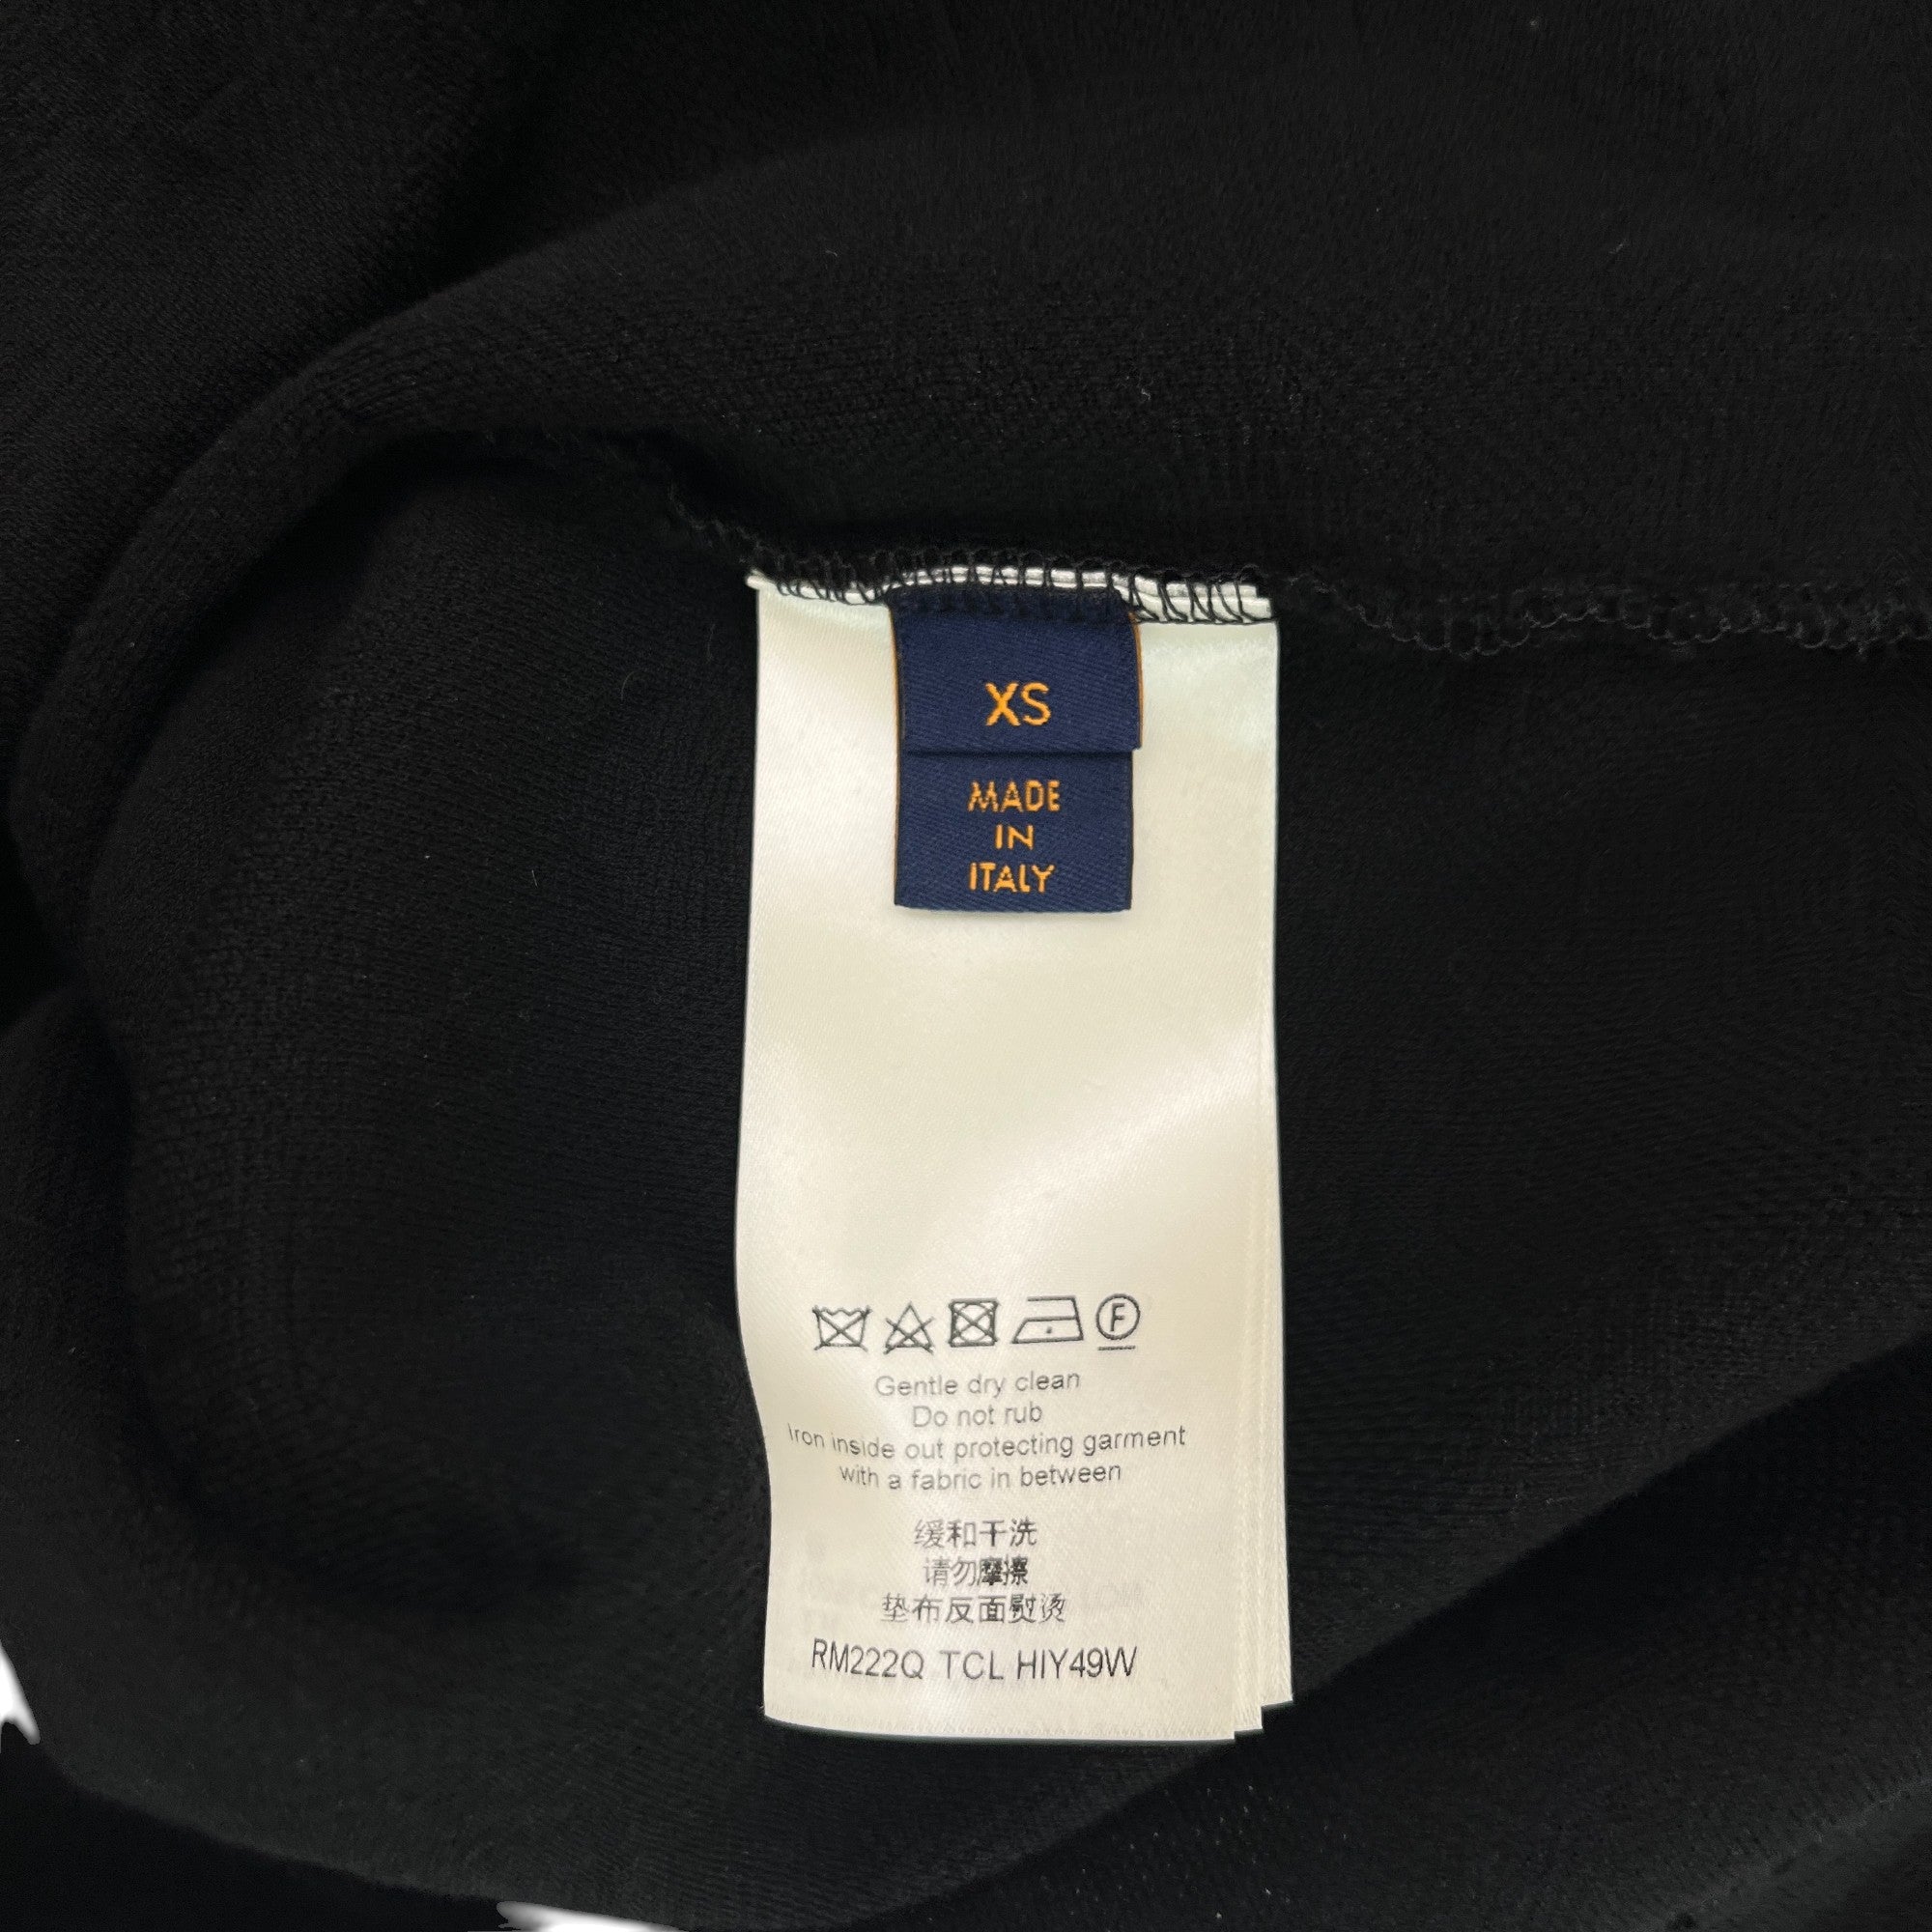 XS
MADE
IN
ITALY
F
Gentle dry clean
Do not rub
Iron inside out protecting garment
with a fabric in between
缓和干洗
请勿摩擦
垫布反面熨烫
RM222Q TCL HIY49W